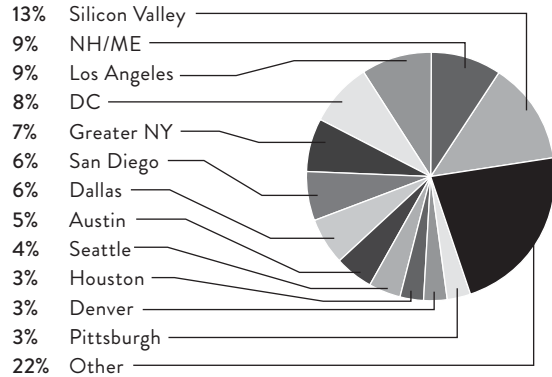 13% Silicon Valley
9% NH/ME
9% Los Angeles
8% DC
7% Greater NY
6% San Diego
6% Dallas
5% Austin
4% Seattle
3% Houston
3% Denver
3% Pittsburgh
22% Other